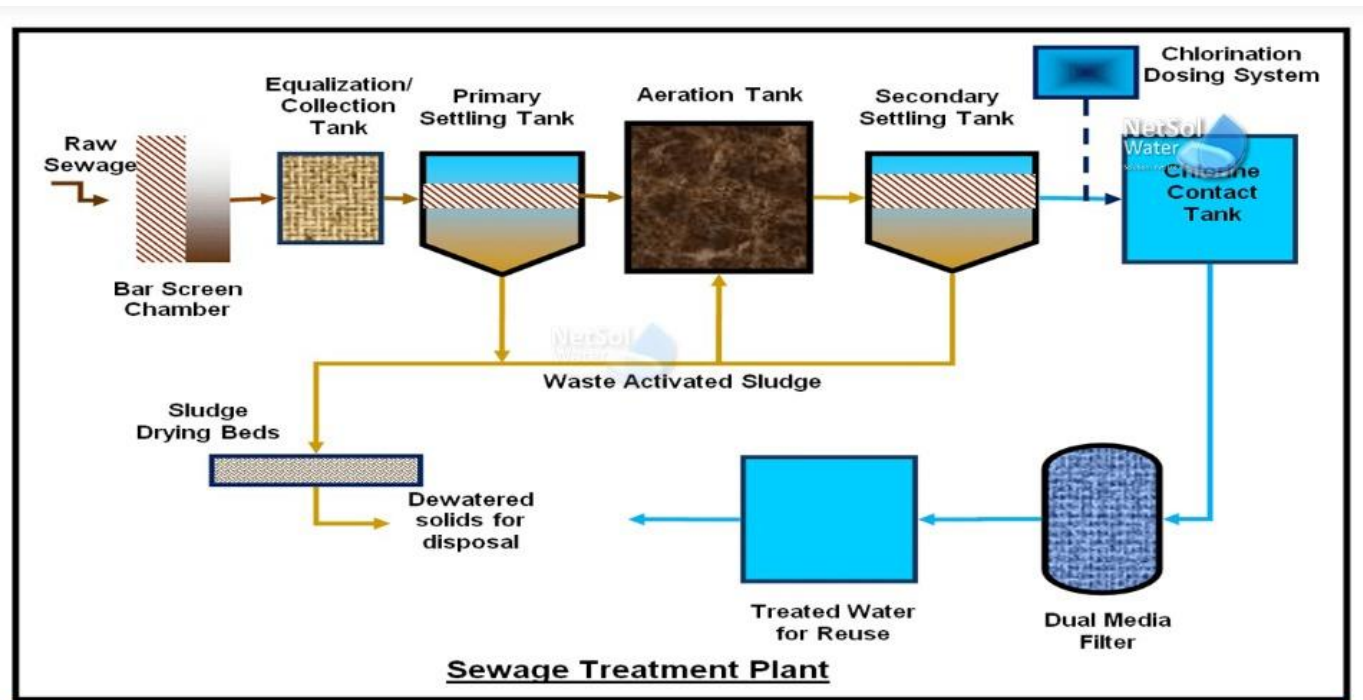 Chlorination
Dosing System
Equalization/
Collection
Tank
Primary
Settling Tank
Aeration Tank
Secondary
Settling Tank
Raw
Sewage
NetSol
Water
Chlorine
Contact
Tank
Bar Screen
Chamber
NetSol
Water
Waste Activated Sludge
Sludge
Drying Beds
Dewatered
solids for
disposal
Treated Water
for Reuse
Dual Media
Filter
Sewage Treatment Plant